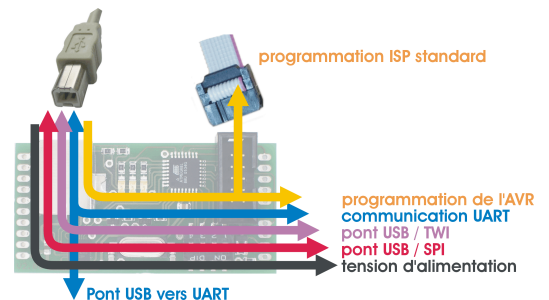 programmation ISP standard
programmation de l'AVR
communication UART
pont USB / TWI
pont USB / SPI
tension d'alimentation
Pont USB vers UART